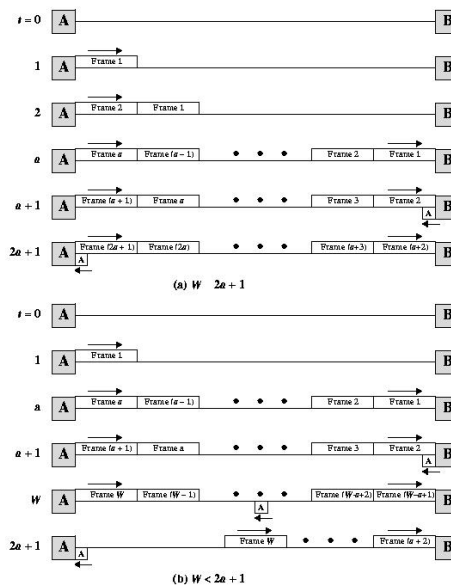 t = 0 A B
1 A Frame 1 B
2 A Frame 2 Frame 1 B
a A Frame a Frame (a − 1) • • • Frame 2 Frame 1 B
a + 1 A Frame (a + 1) Frame a • • • Frame 3 Frame 2 B
A
2a + 1 A Frame (2a + 1) Frame (2a) • • • Frame (a+3) Frame (a+2) B
A
(a) W 2a + 1
t = 0 A B
1 A Frame 1 B
a A Frame a Frame (a − 1) • • • Frame 2 Frame 1 B
a + 1 A Frame (a + 1) Frame a • • • Frame 3 Frame 2 B
A
W A Frame W Frame (W−1) • • • Frame (W-a+2) Frame (W-a+1) B
A
2a + 1 A Frame W • • • Frame (a + 2) B
A
(b) W < 2a + 1